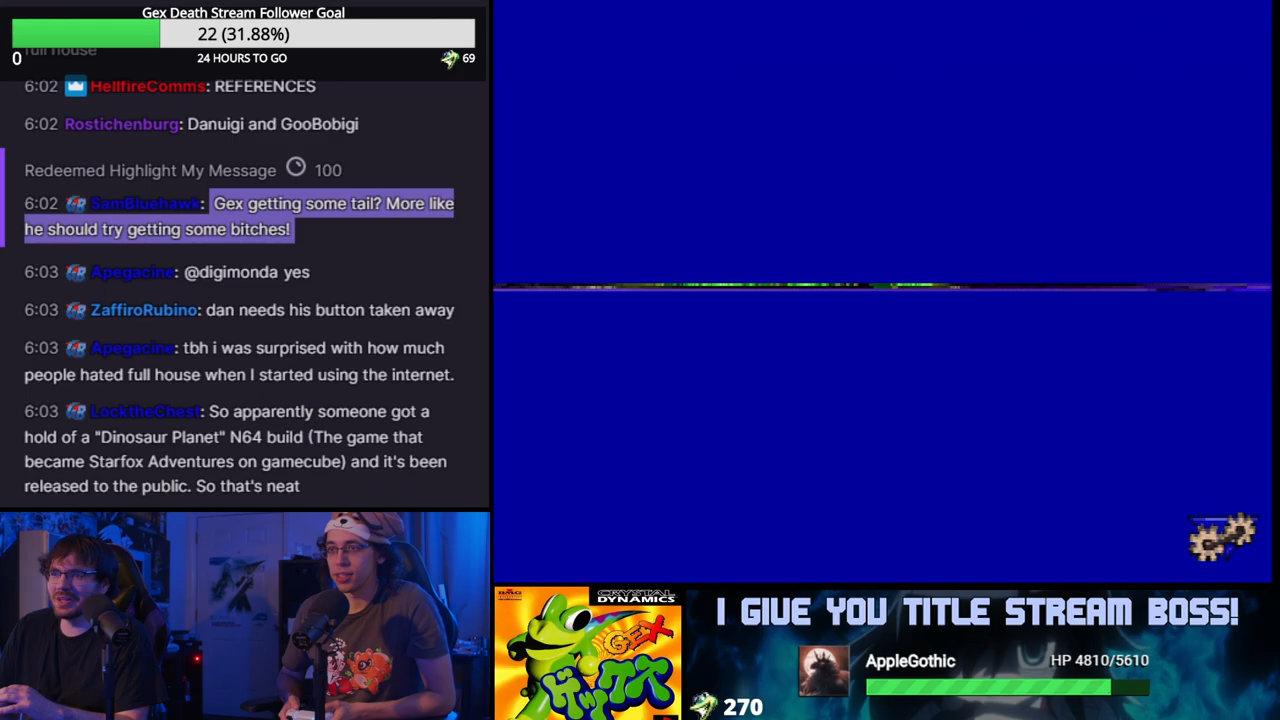 Gex Death Stream Follower Goal
22 (31.88%)
0
24 HOURS TO GO
69
full house
6:02 HellfireComms: REFERENCES
6:02 Rostichenburg: Danuigi and GooBobigi
Redeemed Highlight My Message 100
6:02 SamBluehawk: Gex getting some tail? More like
he should try getting some bitches!
6:03 Apegacine: @digimonda yes
6:03 ZaffiroRubino: dan needs his button taken away
6:03 Apegacine: tbh i was surprised with how much
people hated full house when I started using the internet.
6:03 LocktheChest: So apparently someone got a
hold of a "Dinosaur Planet" N64 build (The game that
became Starfox Adventures on gamecube) and it's been
released to the public. So that's neat
BMG
CRYSTAL
DYNAMICS
GEX
270
I GIVE YOU TITLE STREAM BOSS!
AppleGothic
HP 4810/5610